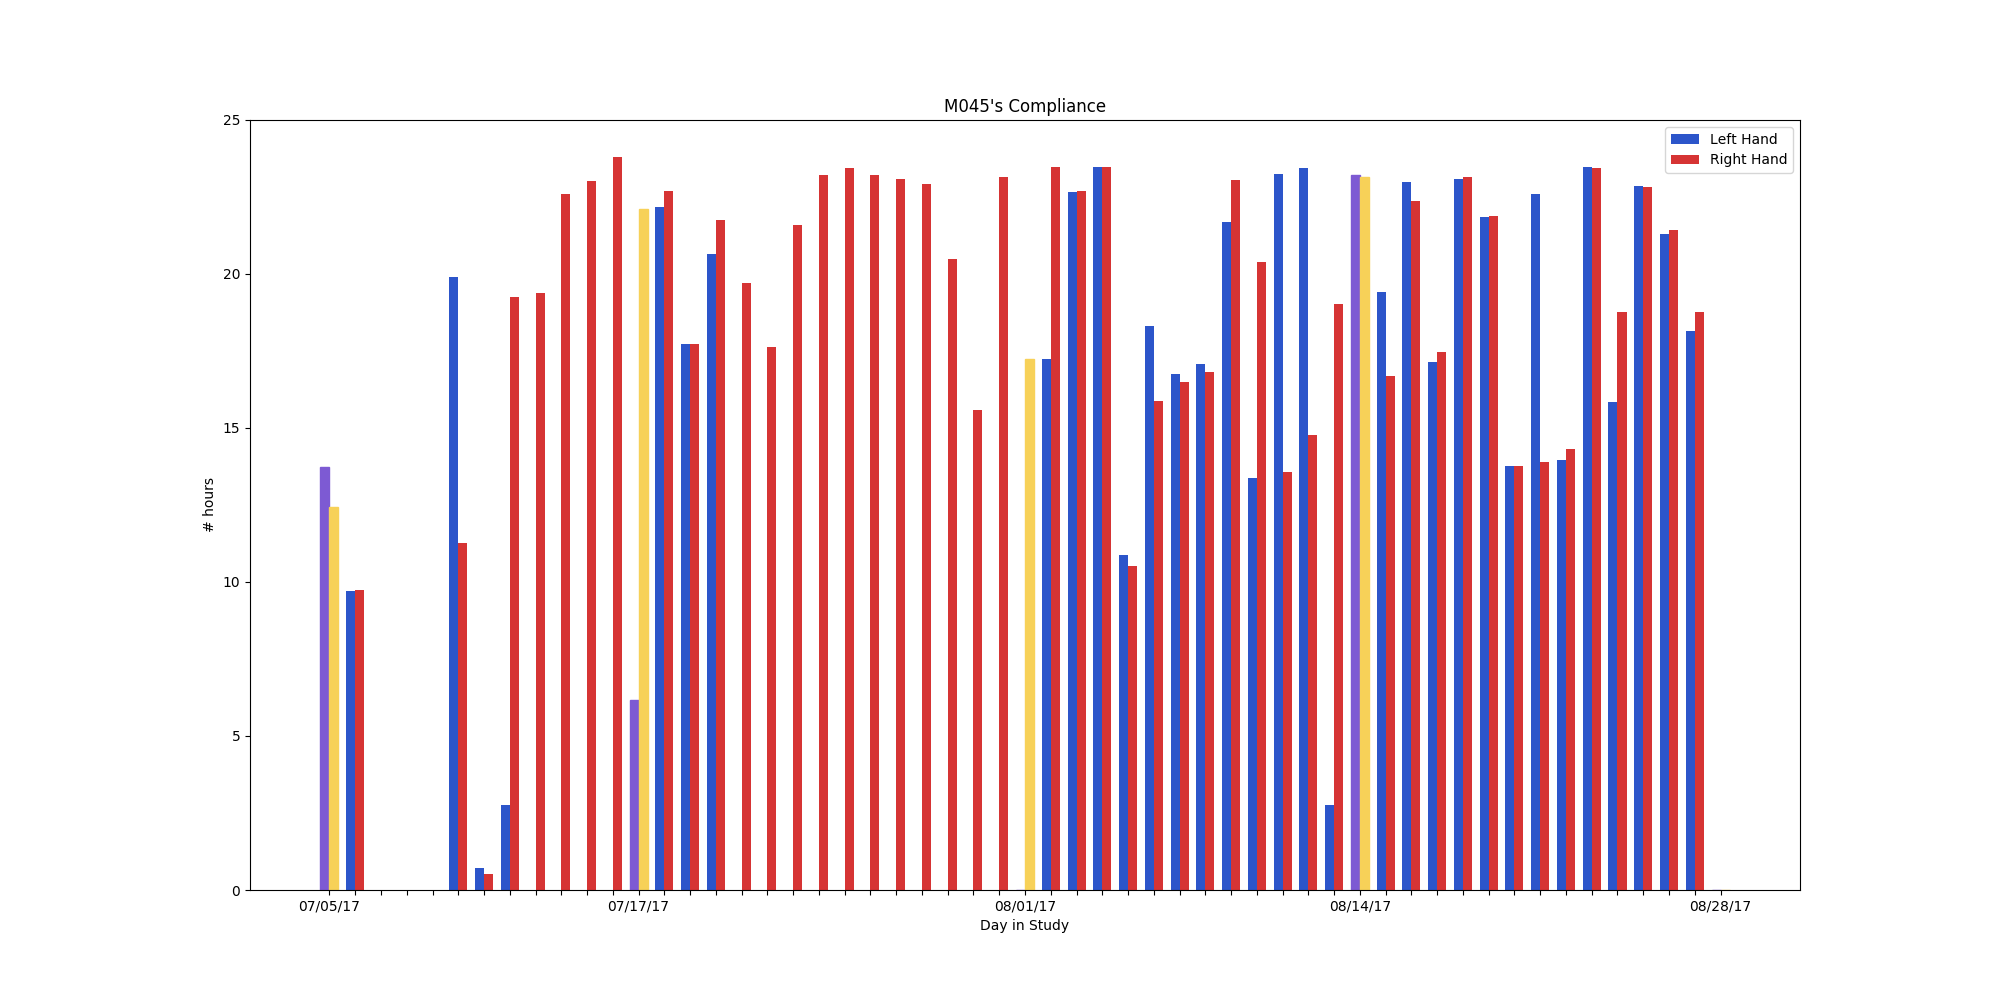 M045's Compliance
Left Hand
Right Hand
25
20
15
10
5
0
# hours
07/05/17
07/17/17
08/01/17
08/14/17
08/28/17
Day in Study